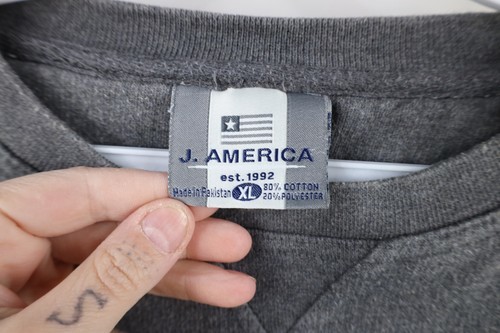 J. AMERICA
est. 1992
Made in Pakistan XL 80% COTTON
20% POLYESTER